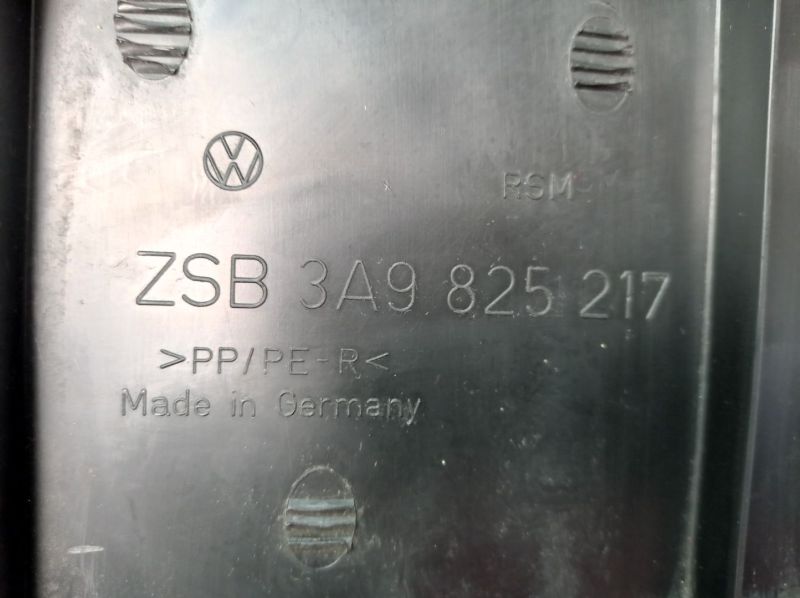 RSM
ZSB 3A9 825 217
>PP/PE-R<
Made in Germany